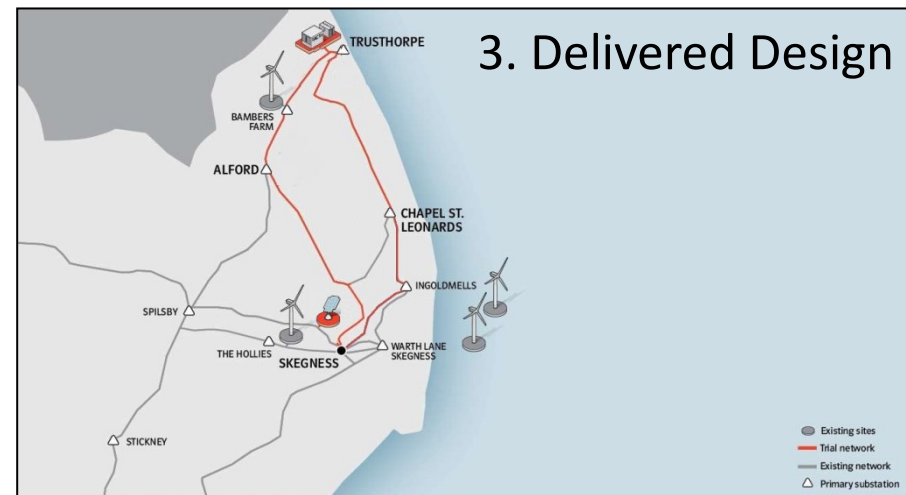 3. Delivered Design
TRUSTHORPE
BAMBERS
FARM
ALFORD
CHAPEL ST.
LEONARDS
INGOLDMELLS
SPILSBY
THE HOLLIES
SKEGNESS
WARTH LANE
SKEGNESS
STICKNEY
Existing sites
Trial network
Existing network
Primary substation